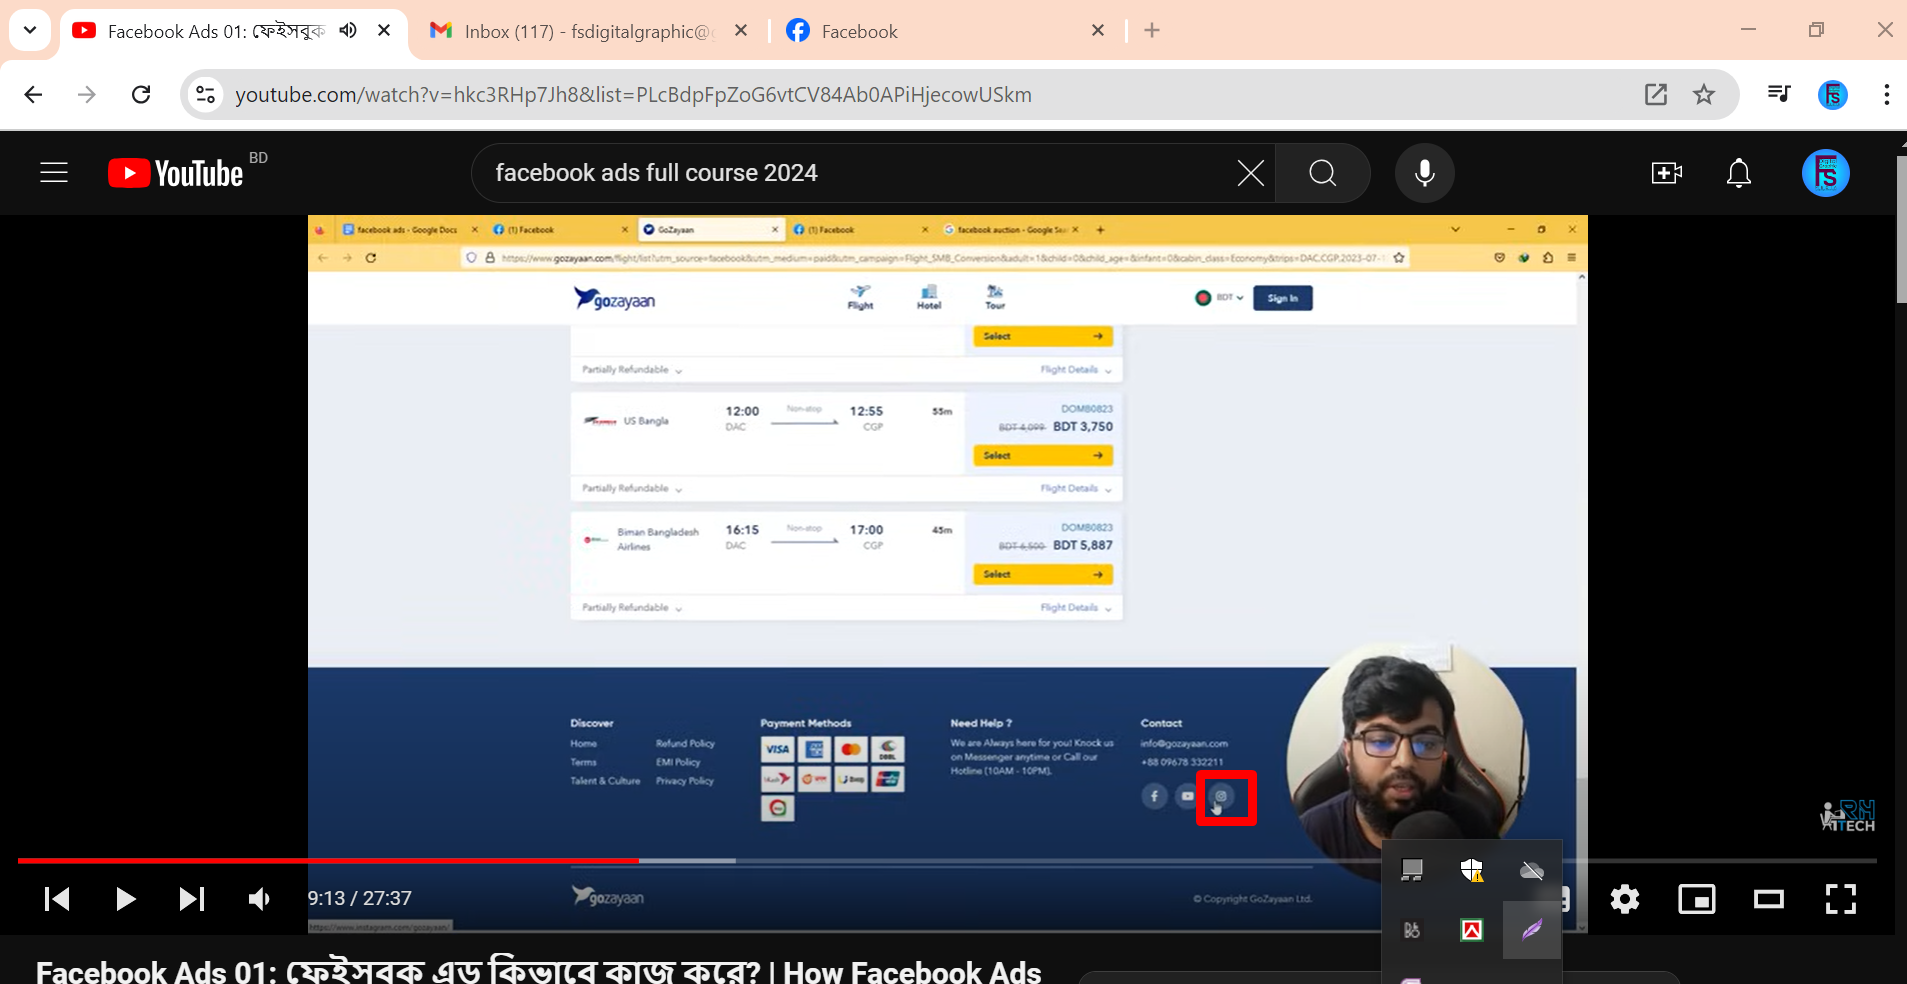 Facebook Ads 01: ফেইসবুক
Inbox (117) - fsdigitalgraphic@g
Facebook
youtube.com/watch?v=hkc3RHp7Jh8&list=PLcBdpFpZoG6vtCV84Ab0APiHjecowUSkm
YouTube BD
facebook ads full course 2024
facebook ads - Google Docs
(1) Facebook
GoZayaan
(1) Facebook
facebook auction - Google Sea
https://www.gozayaan.com/flight/list?utm_source=facebook&utm_medium=paid&utm_campaign=Flight_SMB_Conversion&adult=1&child=0&child_age=&infant=0&cabin_class=Economy&trips=DAC,CGP,2023-07-1
gozayaan
Flight
Hotel
Tour
BDT
Sign In
Select
Partially Refundable
Flight Details
US Bangla
12:00
Non-stop
12:55
55m
DAC
CGP
DOM80823
BDT 4,099 BDT 3,750
Select
Partially Refundable
Flight Details
Biman Bangladesh
Airlines
16:15
Non-stop
17:00
45m
DAC
CGP
DOM80823
BDT 6,500 BDT 5,887
Select
Partially Refundable
Flight Details
Discover
Home
Refund Policy
Terms
EMI Policy
Talent & Culture
Privacy Policy
Payment Methods
VISA
Need Help ?
We are Always here for you! Knock us
on Messenger anytime or Call our
Hotline (10AM - 10PM).
Contact
info@gozayaan.com
+88 09678 332211
RH
ITECH
9:13 / 27:37
gozayaan
© Copyright GoZayaan Ltd.
https://www.instagram.com/gozayaan/
Facebook Ads 01: ফেইসবুক এড কিভাবে কাজ করে? | How Facebook Ads